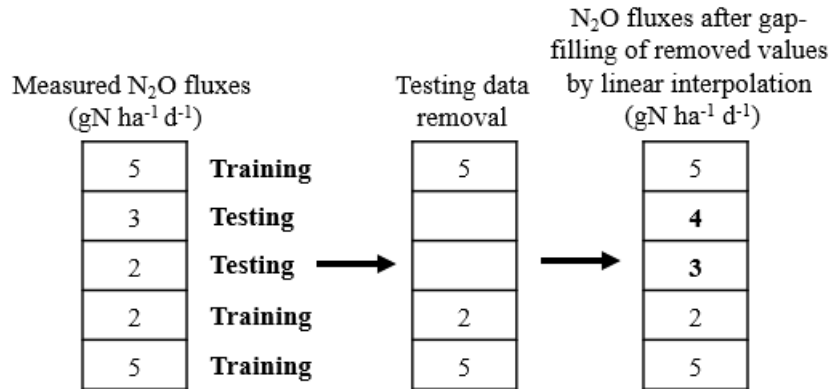 N₂O fluxes after gap-
filling of removed values
by linear interpolation
(gN ha⁻¹ d⁻¹)
Measured N₂O fluxes
(gN ha⁻¹ d⁻¹)
Testing data
removal
5 Training 5 5
3 Testing 4
2 Testing 3
2 Training 2 2
5 Training 5 5